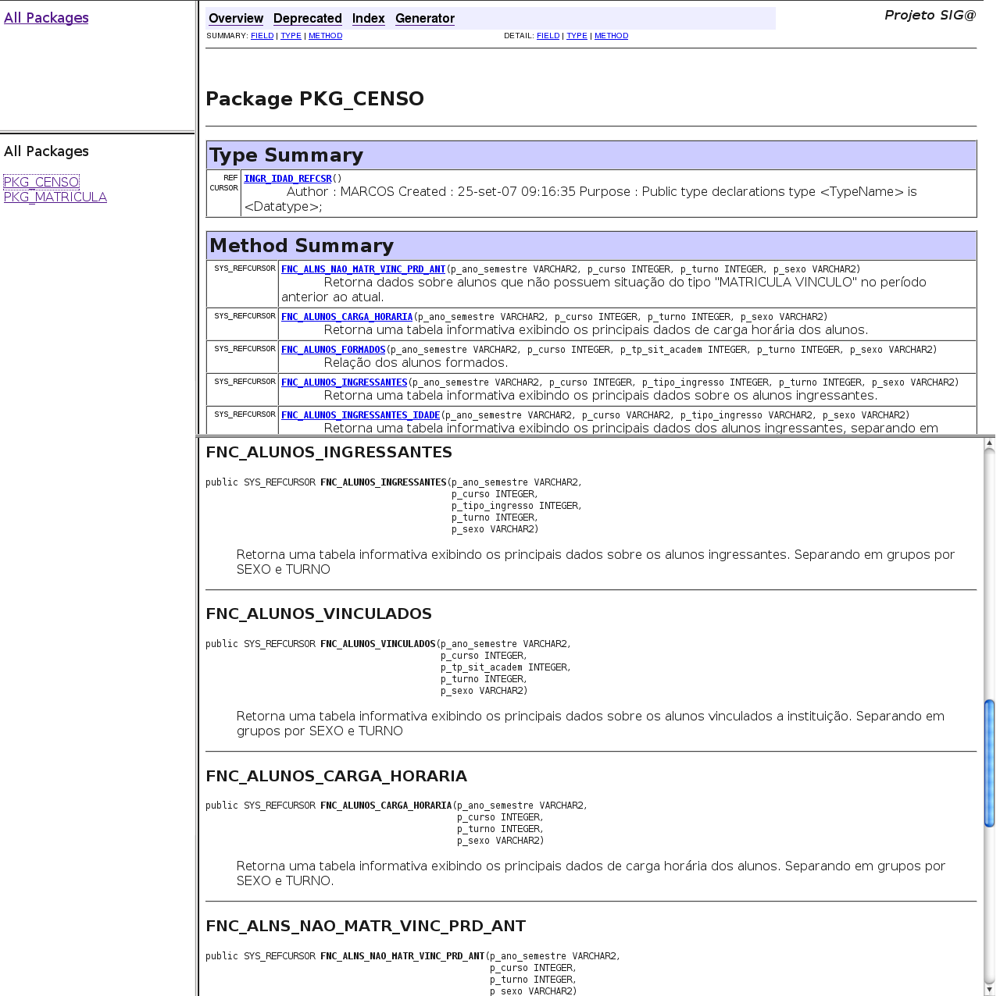 All Packages
All Packages
PKG_CENSO
PKG_MATRICULA
Overview Deprecated Index Generator
Projeto SIG@
SUMMARY: FIELD | TYPE | METHOD DETAIL: FIELD | TYPE | METHOD
Package PKG_CENSO
Type Summary
REF CURSOR
INGR_IDAD_REFCSR()
Author : MARCOS Created : 25-set-07 09:16:35 Purpose : Public type declarations type <TypeName> is
<Datatype>;
Method Summary
SYS_REFCURSOR FNC_ALNS_NAO_MATR_VINC_PRD_ANT(p_ano_semestre VARCHAR2, p_curso INTEGER, p_turno INTEGER, p_sexo VARCHAR2)
Retorna dados sobre alunos que não possuem situação do tipo "MATRICULA VINCULO" no período
anterior ao atual.
SYS_REFCURSOR FNC_ALUNOS_CARGA_HORARIA(p_ano_semestre VARCHAR2, p_curso INTEGER, p_turno INTEGER, p_sexo VARCHAR2)
Retorna uma tabela informativa exibindo os principais dados de carga horária dos alunos.
SYS_REFCURSOR FNC_ALUNOS_FORMADOS(p_ano_semestre VARCHAR2, p_curso INTEGER, p_tp_sit_academ INTEGER, p_turno INTEGER, p_sexo VARCHAR2)
Relação dos alunos formados.
SYS_REFCURSOR FNC_ALUNOS_INGRESSANTES(p_ano_semestre VARCHAR2, p_curso INTEGER, p_tipo_ingresso INTEGER, p_turno INTEGER, p_sexo VARCHAR2)
Retorna uma tabela informativa exibindo os principais dados sobre os alunos ingressantes.
SYS_REFCURSOR FNC_ALUNOS_INGRESSANTES_IDADE(p_ano_semestre VARCHAR2, p_curso VARCHAR2, p_tipo_ingresso VARCHAR2, p_sexo VARCHAR2)
Retorna uma tabela informativa exibindo os principais dados dos alunos ingressantes, separando em
FNC_ALUNOS_INGRESSANTES
public SYS_REFCURSOR FNC_ALUNOS_INGRESSANTES(p_ano_semestre VARCHAR2,
p_curso INTEGER,
p_tipo_ingresso INTEGER,
p_turno INTEGER,
p_sexo VARCHAR2)
Retorna uma tabela informativa exibindo os principais dados sobre os alunos ingressantes. Separando em grupos por
SEXO e TURNO
FNC_ALUNOS_VINCULADOS
public SYS_REFCURSOR FNC_ALUNOS_VINCULADOS(p_ano_semestre VARCHAR2,
p_curso INTEGER,
p_tp_sit_academ INTEGER,
p_turno INTEGER,
p_sexo VARCHAR2)
Retorna uma tabela informativa exibindo os principais dados sobre os alunos vinculados a instituição. Separando em
grupos por SEXO e TURNO
FNC_ALUNOS_CARGA_HORARIA
public SYS_REFCURSOR FNC_ALUNOS_CARGA_HORARIA(p_ano_semestre VARCHAR2,
p_curso INTEGER,
p_turno INTEGER,
p_sexo VARCHAR2)
Retorna uma tabela informativa exibindo os principais dados de carga horária dos alunos. Separando em grupos por
SEXO e TURNO.
FNC_ALNS_NAO_MATR_VINC_PRD_ANT
public SYS_REFCURSOR FNC_ALNS_NAO_MATR_VINC_PRD_ANT(p_ano_semestre VARCHAR2,
p_curso INTEGER,
p_turno INTEGER,
p_sexo VARCHAR2)